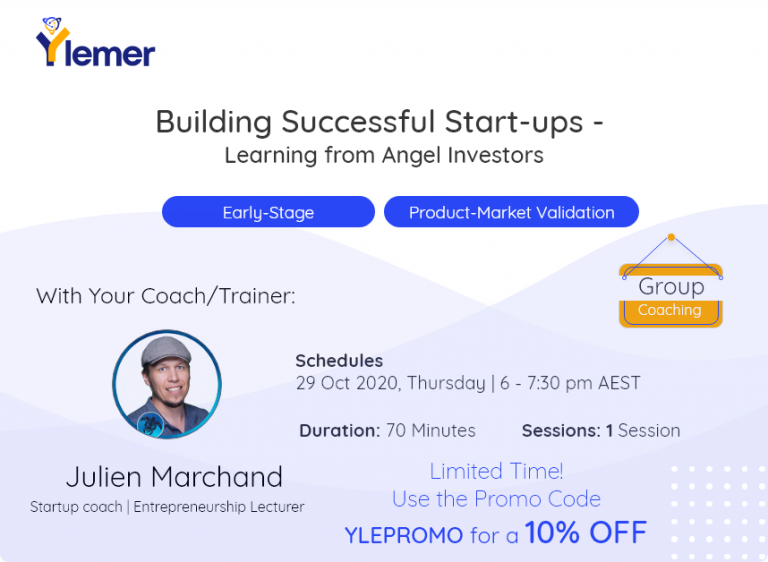 Ylemer
Building Successful Start-ups -
Learning from Angel Investors
Early-Stage
Product-Market Validation
Group
Coaching
With Your Coach/Trainer:
Schedules
29 Oct 2020, Thursday | 6 - 7:30 pm AEST
Duration: 70 Minutes
Sessions: 1 Session
Julien Marchand
Startup coach | Entrepreneurship Lecturer
Limited Time!
Use the Promo Code
YLEPROMO for a 10% OFF